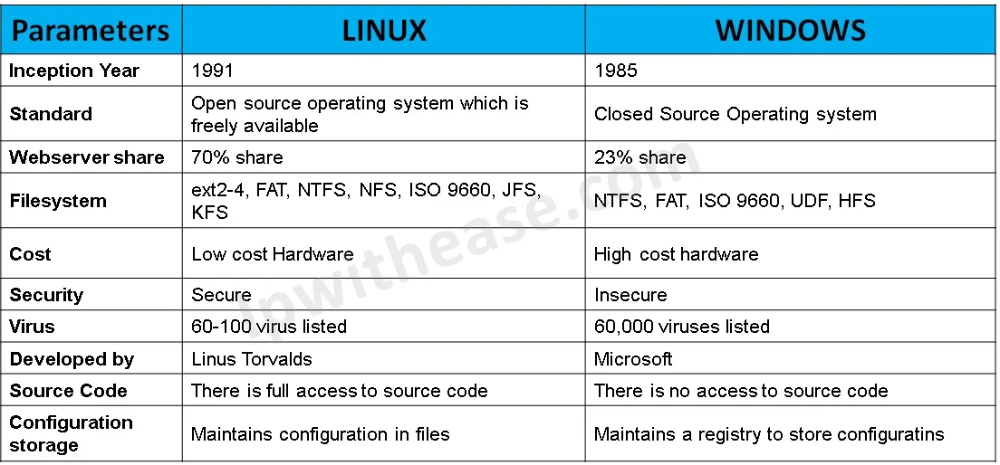 Parameters LINUX WINDOWS
Inception Year 1991 1985
Standard Open source operating system which is
freely available Closed Source Operating system
Webserver share 70% share 23% share
Filesystem ext2-4, FAT, NTFS, NFS, ISO 9660, JFS,
KFS NTFS, FAT, ISO 9660, UDF, HFS
Cost Low cost Hardware High cost hardware
Security Secure Insecure
Virus 60-100 virus listed 60,000 viruses listed
Developed by Linus Torvalds Microsoft
Source Code There is full access to source code There is no access to source code
Configuration
storage Maintains configuration in files Maintains a registry to store configuratins
ipwithease.com